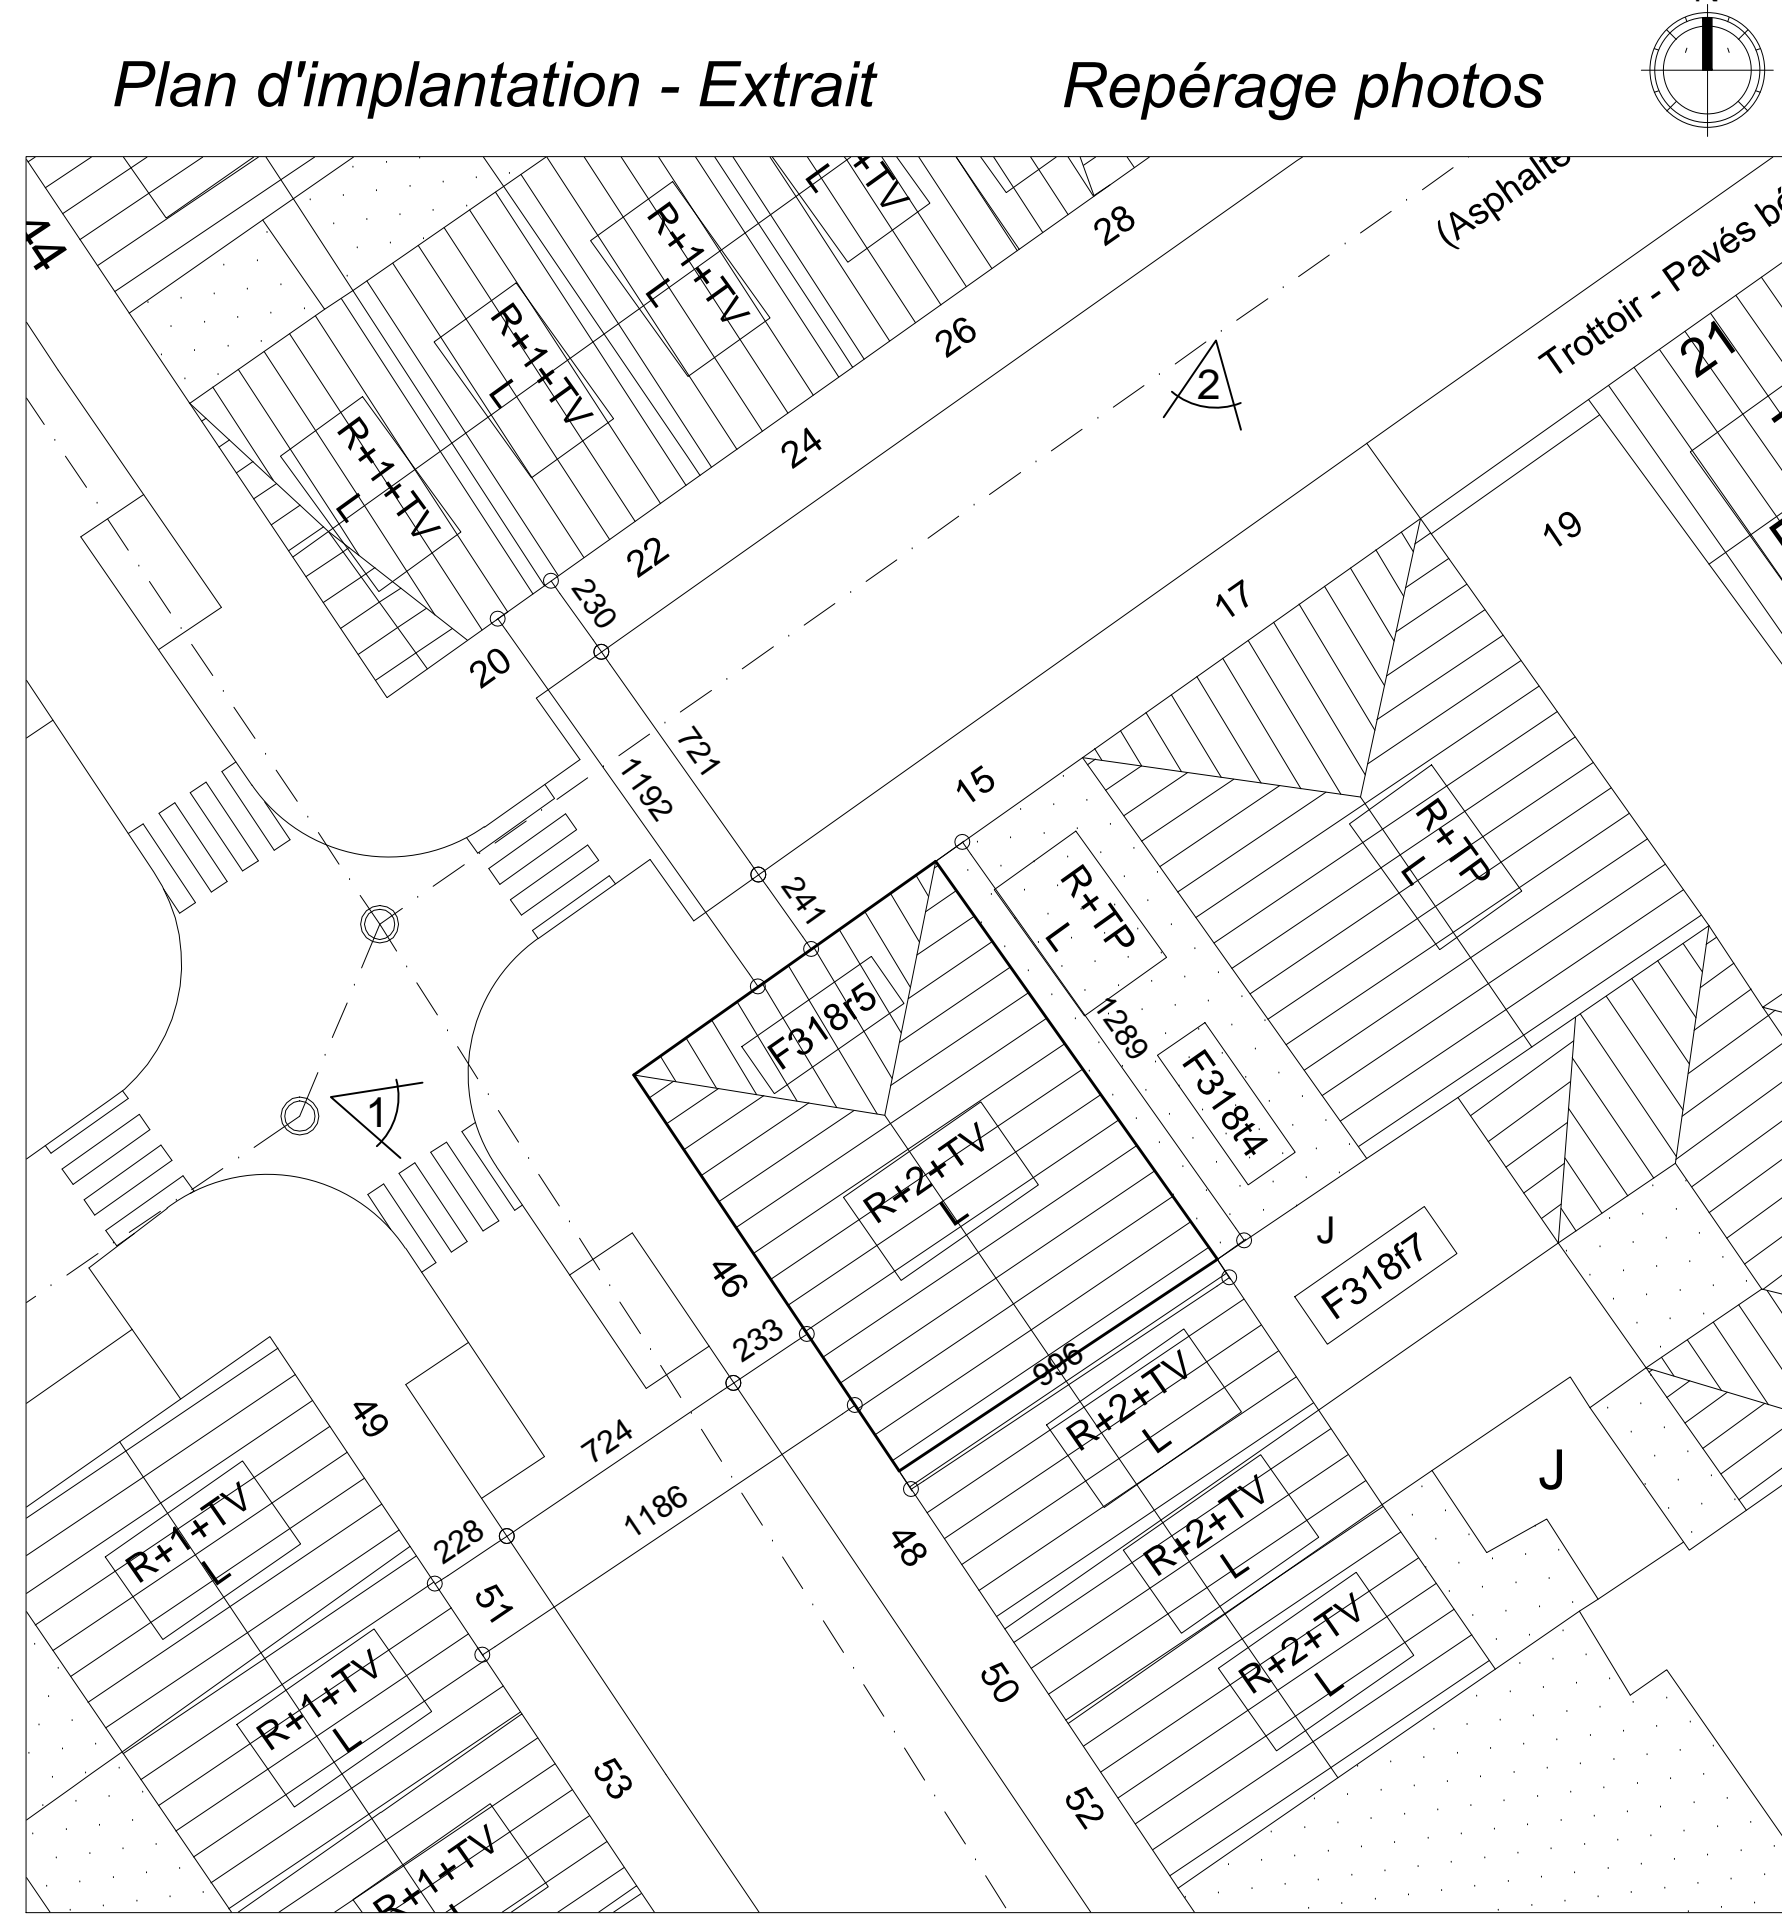 Plan d'implantation - Extrait
Repérage photos
44
R+1+TV
L
R+1+TV
L
R+1+TV
L
L
28
(Asphalte
Trottoir - Pavés
21
26
24
22
20
230
2
19
17
15
721
1192
241
R+TP
L
R+TP
L
F318r5
1289
F318t4
1
R+2+TV
L
J
F318f7
46
233
996
R+2+TV
L
49
724
1186
228
51
48
R+2+TV
L
J
R+1+TV
L
R+2+TV
L
50
R+1+TV
L
53
52
R+1+TV
L